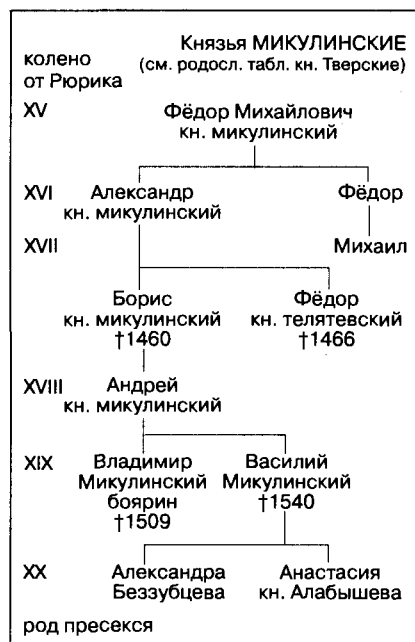 Князья МИКУЛИНСКИЕ
колено
(см. родосл. табл. кн. Тверские)
от Рюрика
XV Фёдор Михайлович
кн. микулинский
XVI Александр Фёдор
кн. микулинский
XVII Михаил
Борис Фёдор
кн. микулинский кн. телятевский
†1460 †1466
XVIII Андрей
кн. микулинский
XIX Владимир Василий
Микулинский Микулинский
боярин †1540
†1509
XX Александра Анастасия
Беззубцева кн. Алабышева
род пресекся